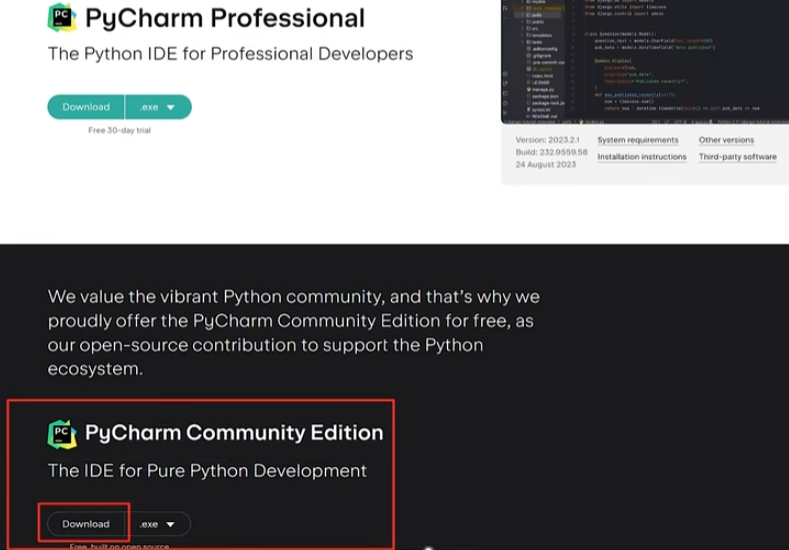 PC
PyCharm Professional
The Python IDE for Professional Developers
Download
.exe
Free 30-day trial
Version: 2023.2.1
Build: 232.9559.58
24 August 2023
System requirements
Installation instructions
Other versions
Third-party software
We value the vibrant Python community, and that's why we
proudly offer the PyCharm Community Edition for free, as
our open-source contribution to support the Python
ecosystem.
PC
PyCharm Community Edition
The IDE for Pure Python Development
Download
.exe
Free, built on open source